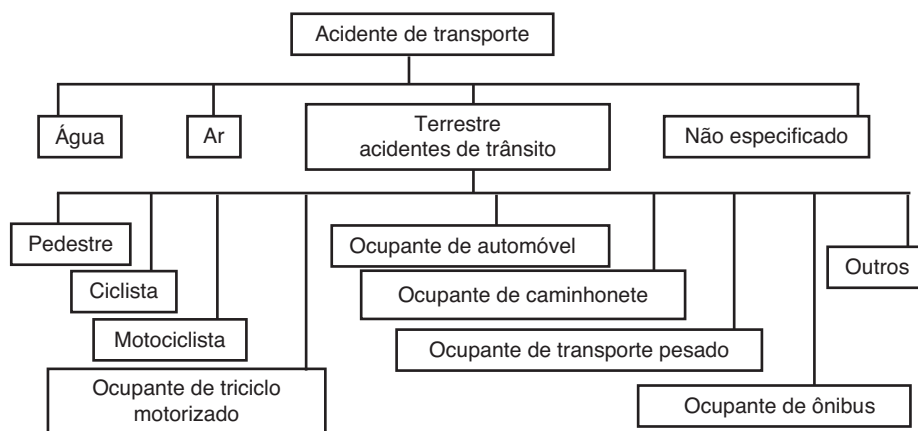 Acidente de transporte
Água
Ar
Terrestre
acidentes de trânsito
Não especificado
Pedestre
Ciclista
Motociclista
Ocupante de triciclo
motorizado
Ocupante de automóvel
Ocupante de caminhonete
Ocupante de transporte pesado
Ocupante de ônibus
Outros